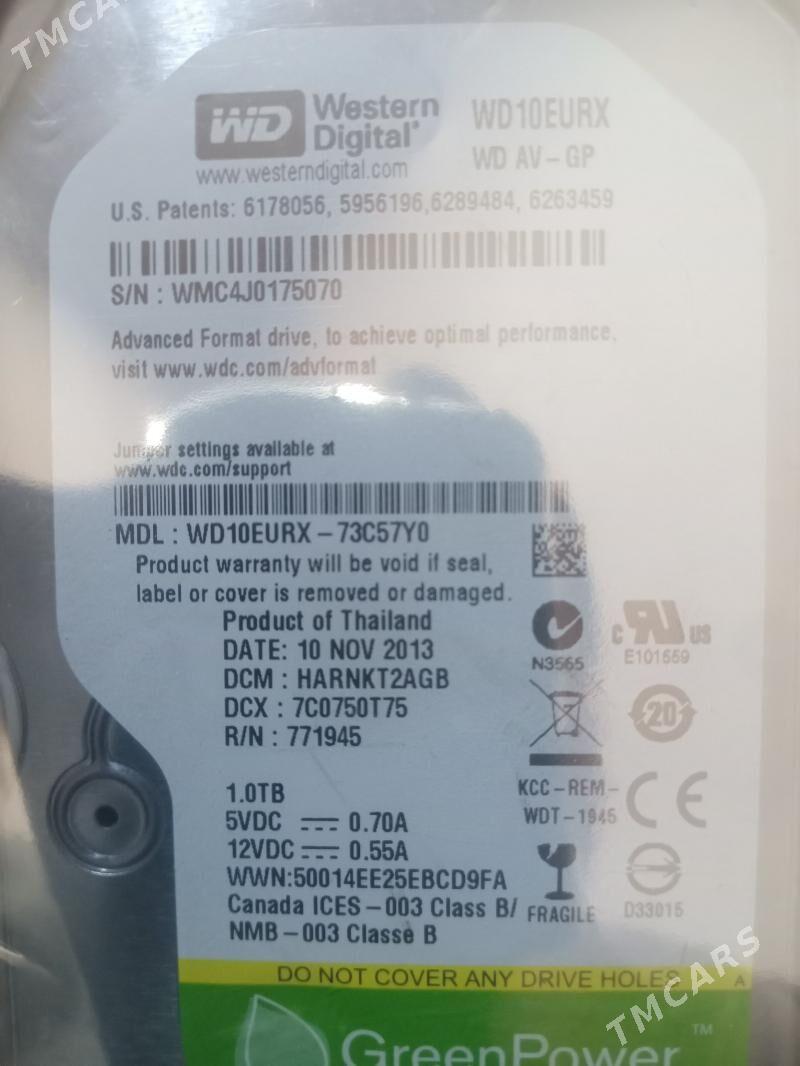 TMCARS
WD Western Digital®
WD10EURX
WD AV-GP
www.westerndigital.com
U.S. Patents: 6178056, 5956196,6289484, 6263459
S/N : WMC4J0175070
Advanced Format drive, to achieve optimal performance,
visit www.wdc.com/advformat
Jumper settings available at
www.wdc.com/support
MDL : WD10EURX - 73C57Y0
Product warranty will be void if seal,
label or cover is removed or damaged.
Product of Thailand
DATE: 10 NOV 2013
DCM : HARNKT2AGB
DCX : 7C0750T75
R/N : 771945
N3565
C UR US
E101559
20
1.0TB
5VDC 0.70A
12VDC 0.55A
WWN:50014EE25EBCD9FA
Canada ICES-003 Class B/
NMB-003 Classe B
KCC-REM-
WDT-1945
CE
FRAGILE
D33015
DO NOT COVER ANY DRIVE HOLES
A
GreenPower™
TMCARS